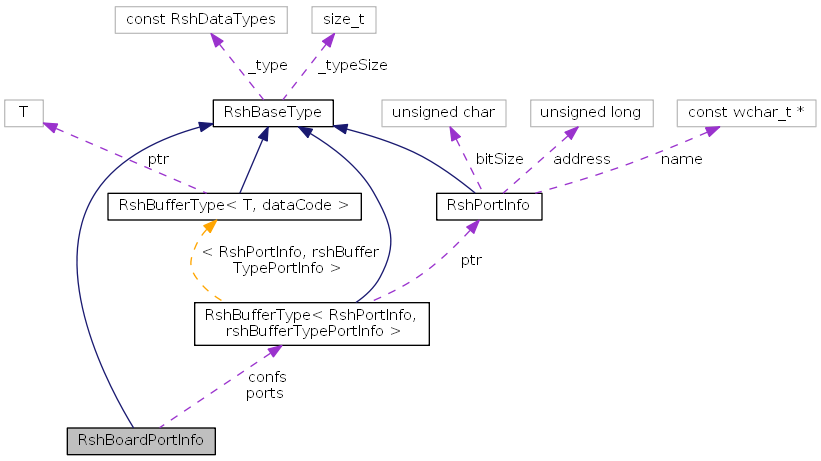 const RshDataTypes
size_t
_type
_typeSize
T
RshBaseType
unsigned char
unsigned long
const wchar_t *
ptr
bitSize
address
name
RshBufferType< T, dataCode >
RshPortInfo
< RshPortInfo, rshBuffer
TypePortInfo >
ptr
RshBufferType< RshPortInfo,
rshBufferTypePortInfo >
confs
ports
RshBoardPortInfo